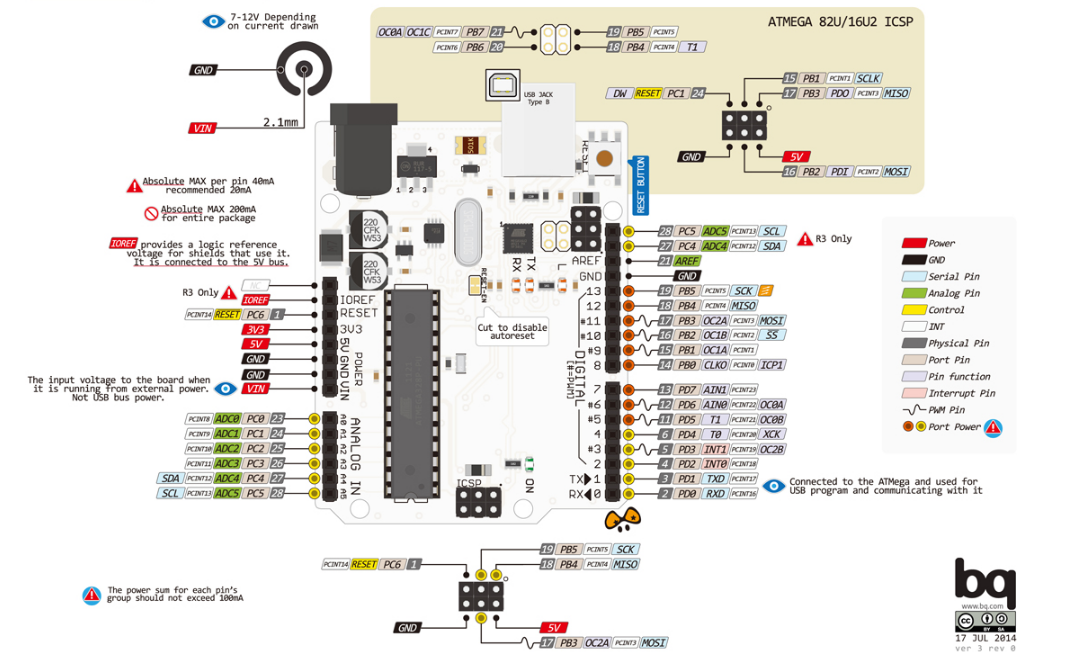 7-12V Depending
on current drawn
GND
VIN
2.1mm
ATMEGA 82U/16U2 ICSP
OC0A OC1C PCINT7 PB7 21
PCINT6 PB6 20
19 PB5 PCINT5
18 PB4 PCINT4 T1
DW RESET PC1 24
15 PB1 PCINT1 SCLK
17 PB3 PDO PCINT3 MISO
GND
5V
16 PB2 PDI PCINT2 MOSI
USB JACK
Type B
RESET
RESET BUTTON
Absolute MAX per pin 40mA
recommended 20mA
Absolute MAX 200mA
for entire package
IOREF provides a logic reference
voltage for shields that use it.
It is connected to the 5V bus.
501K
1 2 3
4
220
CFK
W53
220
CFK
W53
RX
TX
L
RESET-EN
Cut to disable
autoreset
R3 Only
NC
IOREF
PCINT14 RESET PC6 1
3V3
5V
GND
GND
VIN
IOREF
RESET
3V3
5V
GND
VIN
POWER
The input voltage to the board when
it is running from external power.
Not USB bus power.
PCINT8 ADC0 PC0 23
PCINT9 ADC1 PC1 24
PCINT10 ADC2 PC2 25
PCINT11 ADC3 PC3 26
SDA PCINT12 ADC4 PC4 27
SCL PCINT13 ADC5 PC5 28
A0
A1
A2
A3
A4
A5
ANALOG IN
ICSP
ON
AREF
GND
13
12
#11
#10
#9
8
7
#6
#5
4
#3
2
TX 1
RX 0
DIGITAL
[#=PWM]
28 PC5 ADC5 PCINT13 SCL
27 PC4 ADC4 PCINT12 SDA
R3 Only
21 AREF
GND
19 PB5 PCINT5 SCK
18 PB4 PCINT4 MISO
17 PB3 OC2A PCINT3 MOSI
16 PB2 OC1B PCINT2 SS
15 PB1 OC1A PCINT1
14 PB0 CLKO PCINT0 ICP1
13 PD7 AIN1 PCINT23
12 PD6 AIN0 PCINT22 OC0A
11 PD5 T1 PCINT21 OC0B
6 PD4 T0 PCINT20 XCK
5 PD3 INT1 PCINT19 OC2B
4 PD2 INT0 PCINT18
3 PD1 TXD PCINT17
2 PD0 RXD PCINT16
Connected to the ATMega and used for
USB program and communicating with it
Power
GND
Serial Pin
Analog Pin
Control
INT
Physical Pin
Port Pin
Pin function
Interrupt Pin
PWM Pin
Port Power
PCINT14 RESET PC6 1
19 PB5 PCINT5 SCK
18 PB4 PCINT4 MISO
GND
5V
17 PB3 OC2A PCINT3 MOSI
The power sum for each pin's
group should not exceed 100mA
bq
www.bq.com
cc
BY SA
17 JUL 2014
ver 3 rev 0